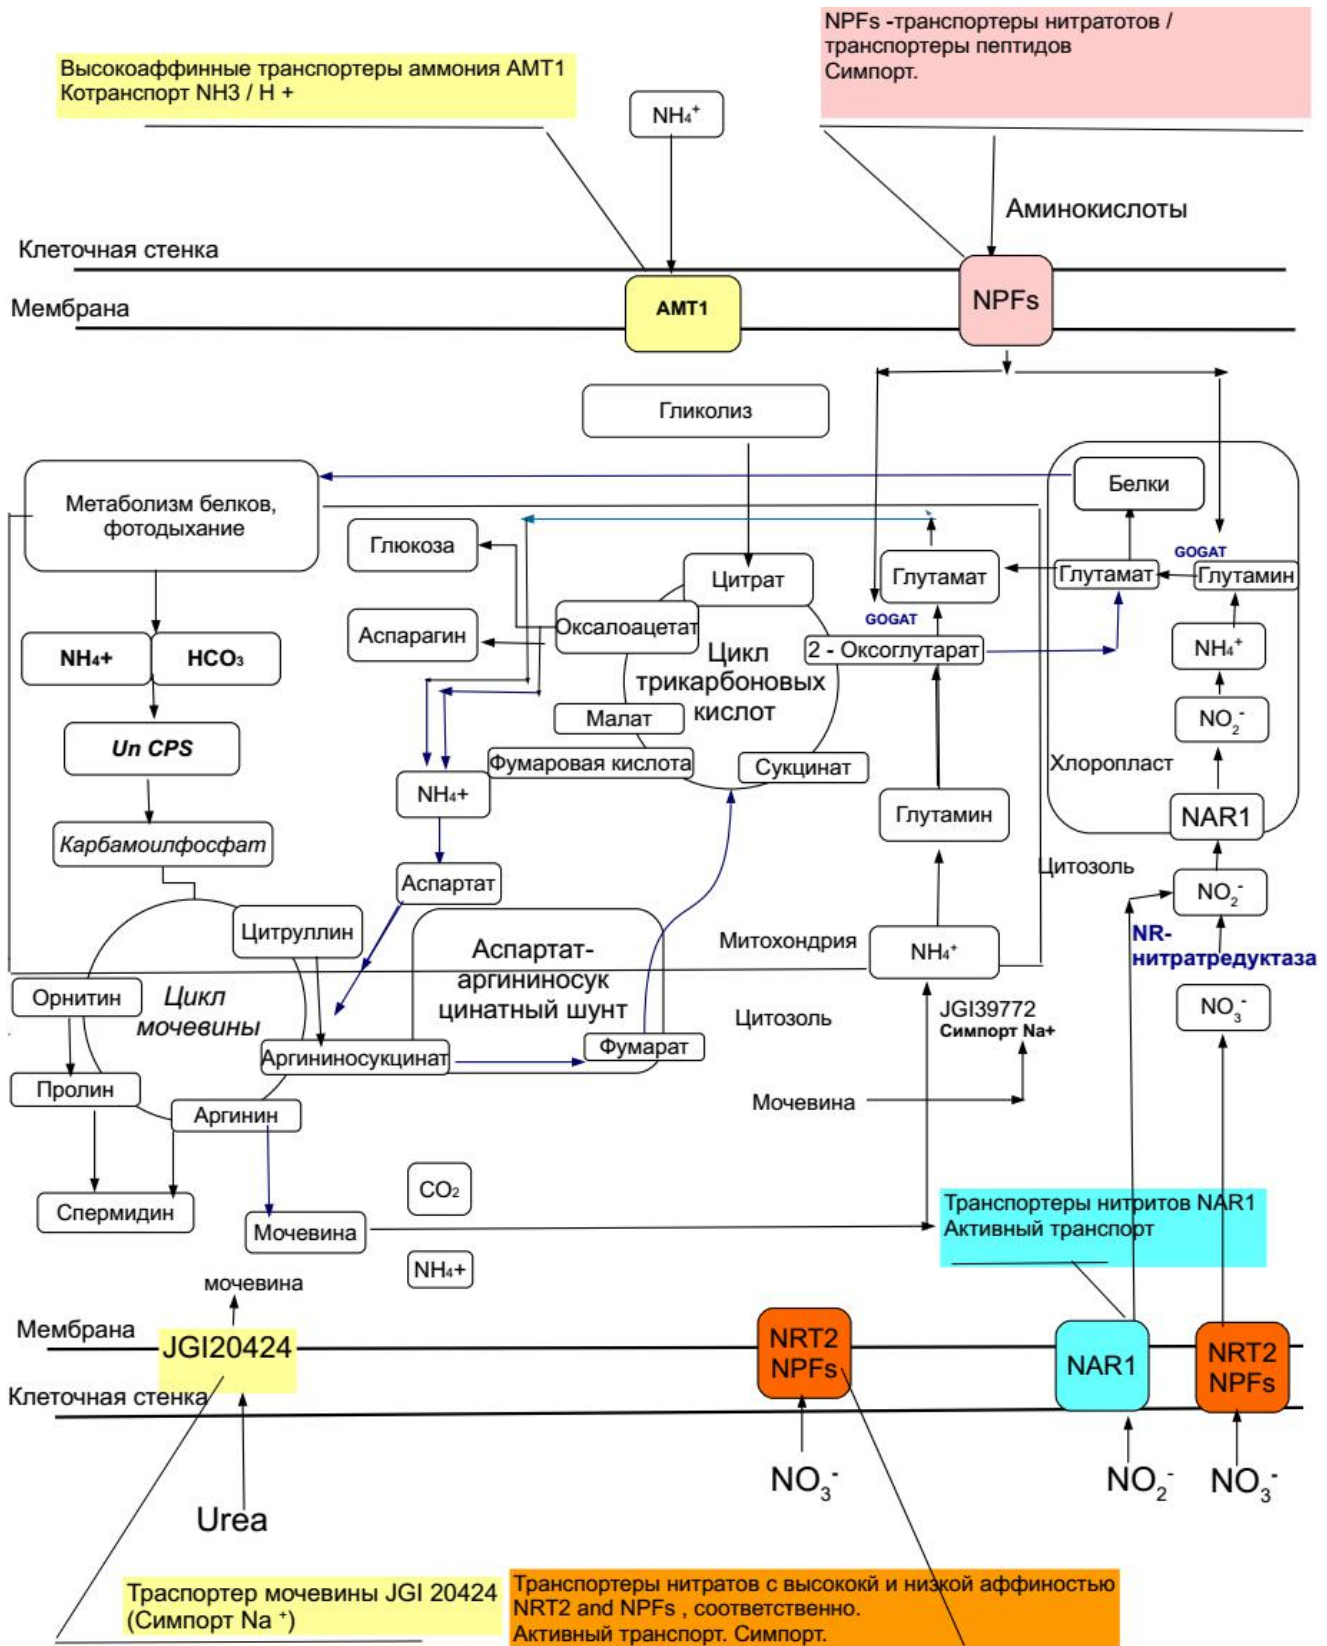 NPFs -транспортеры нитратотов /
транспортеры пептидов
Симпорт.
Высокоаффинные транспортеры аммония AMT1
Котранспорт NH3 / H +
NH₄⁺
Аминокислоты
Клеточная стенка
Мембрана
AMT1
NPFs
Гликолиз
Метаболизм белков,
фотодыхание
Белки
Глюкоза
Цитрат
Глутамат
GOGAT
Глутамат
Глутамин
Аспарагин
Оксалоацетат
GOGAT
2 - Оксоглутарат
NH₄+
HCO₃
Цикл
трикарбоновых
кислот
NH₄⁺
Малат
NO₂⁻
Un CPS
Фумаровая кислота
Сукцинат
Хлоропласт
NH₄+
Глутамин
NAR1
Карбамоилфосфат
Цитозоль
Аспартат
NO₂⁻
Цитруллин
Митохондрия
NH₄⁺
NR-
нитратредуктаза
Аспартат-
аргининосук
цинатный шунт
Орнитин
Цикл
мочевины
Цитозоль
JGI39772
Симпорт Na+
NO₃⁻
Аргининосукцинат
Фумарат
Пролин
Аргинин
Мочевина
CO₂
Спермидин
Мочевина
NH₄+
Транспортеры нитритов NAR1
Активный транспорт
мочевина
Мембрана
JGI20424
NRT2
NPFs
NAR1
NRT2
NPFs
Клеточная стенка
NO₃⁻
NO₂⁻
NO₃⁻
Urea
Траспортер мочевины JGI 20424
(Симпорт Na ⁺)
Транспортеры нитратов с высококй и низкой аффиностью
NRT2 and NPFs , соответственно.
Активный транспорт. Симпорт.